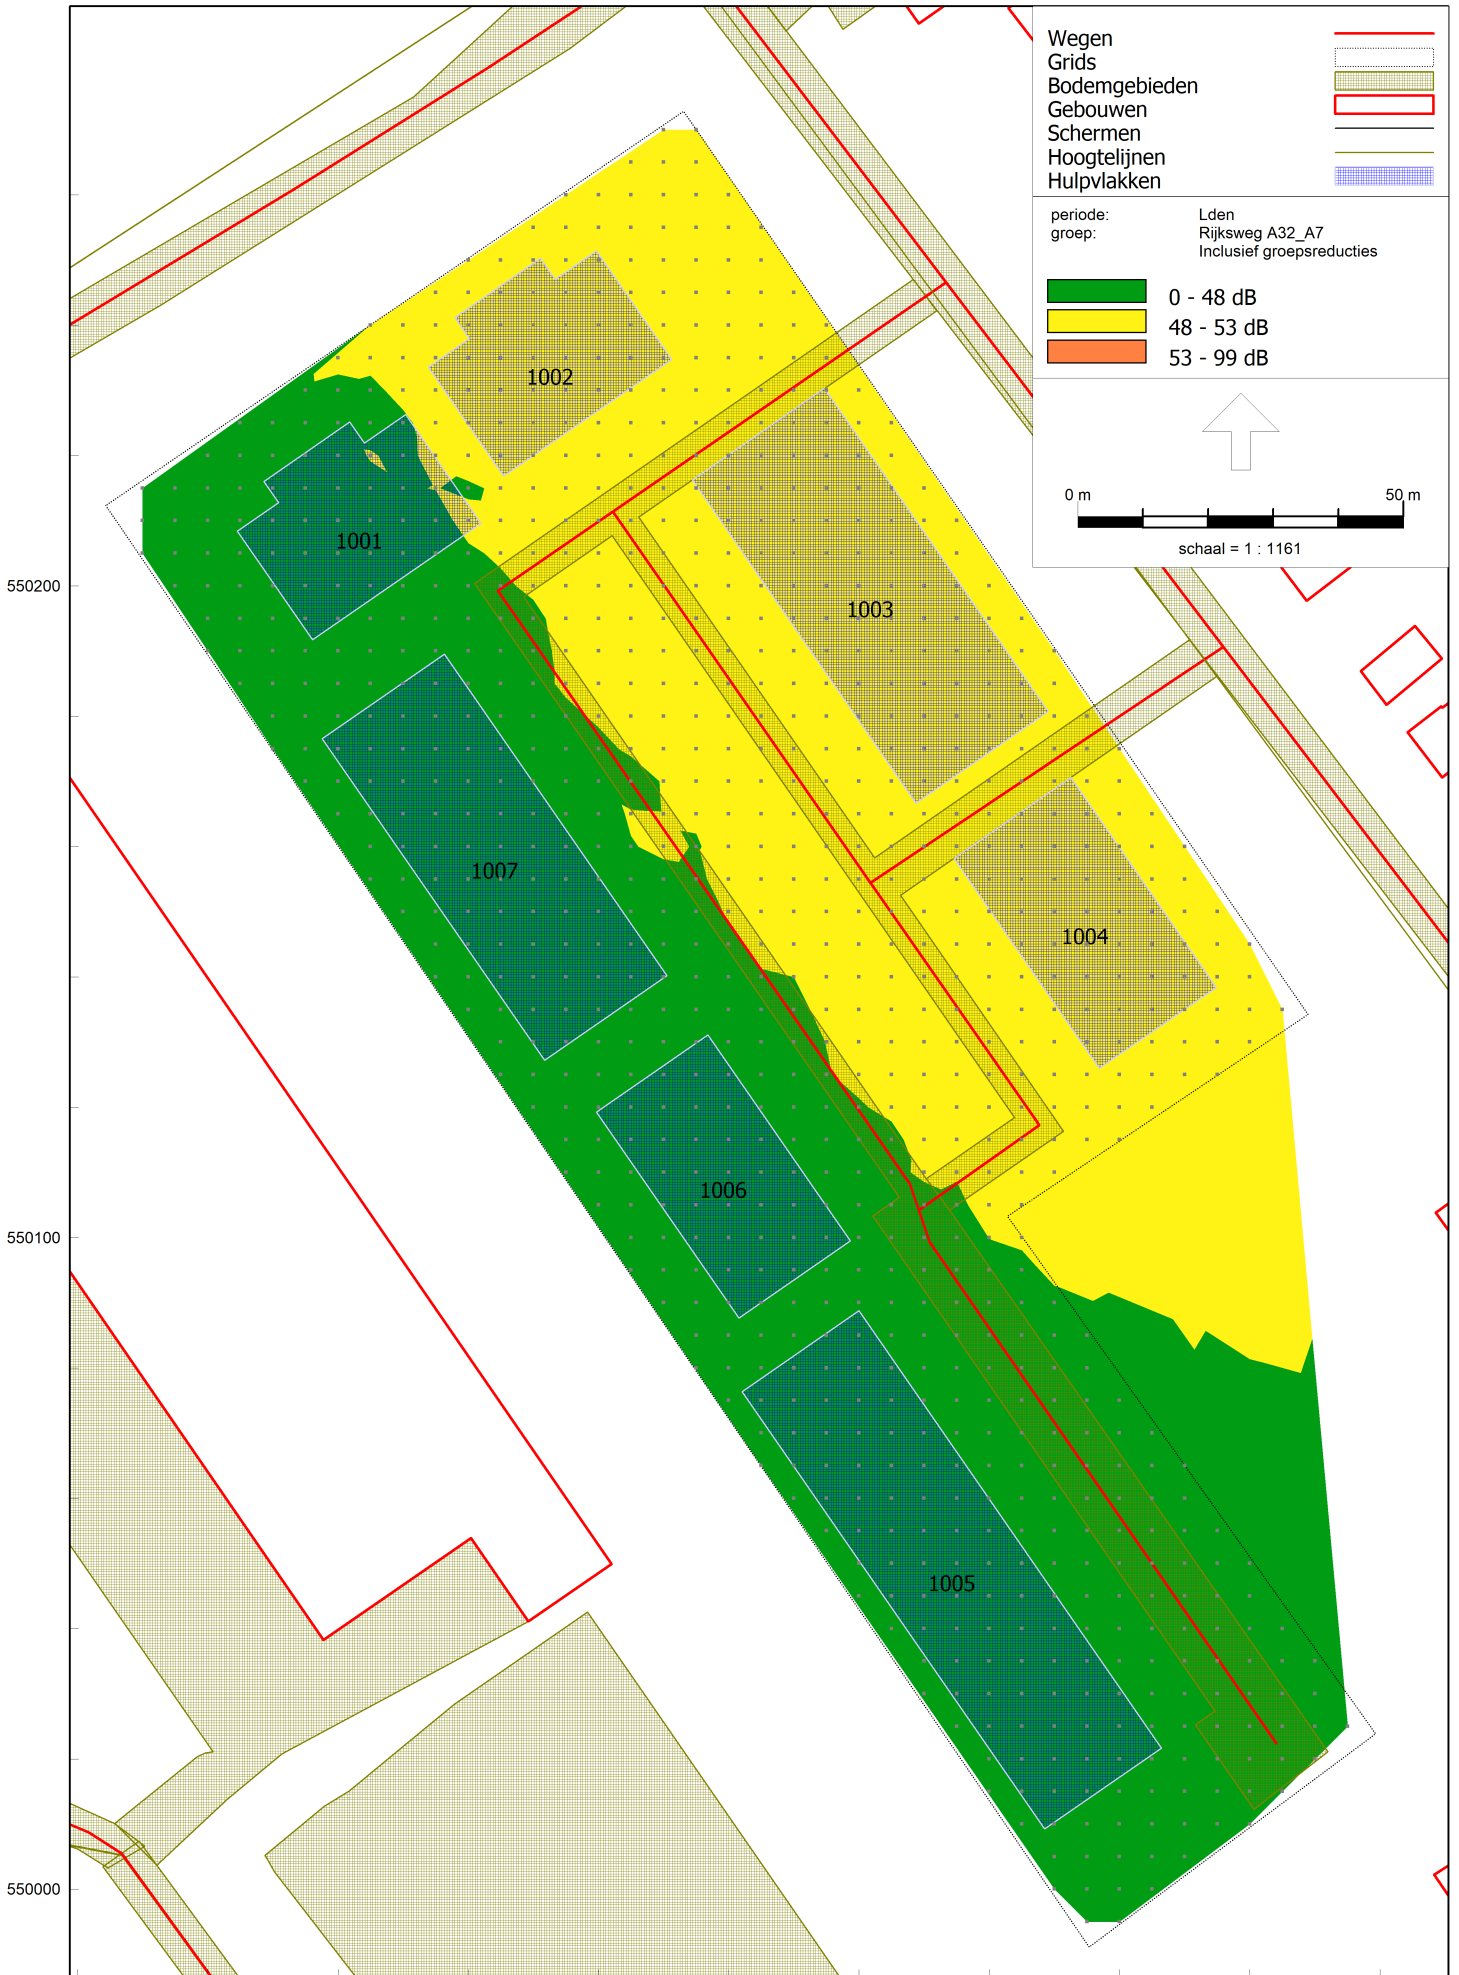 Wegen
Grids
Bodemgebieden
Gebouwen
Schermen
Hoogtelijnen
Hulpvlakken
periode: Lden
groep: Rijksweg A32_A7
Inclusief groepsreducties
0 - 48 dB
48 - 53 dB
53 - 99 dB
0 m 50 m
schaal = 1 : 1161
1002
1001
550200
1003
1007
1004
1006
550100
1005
550000